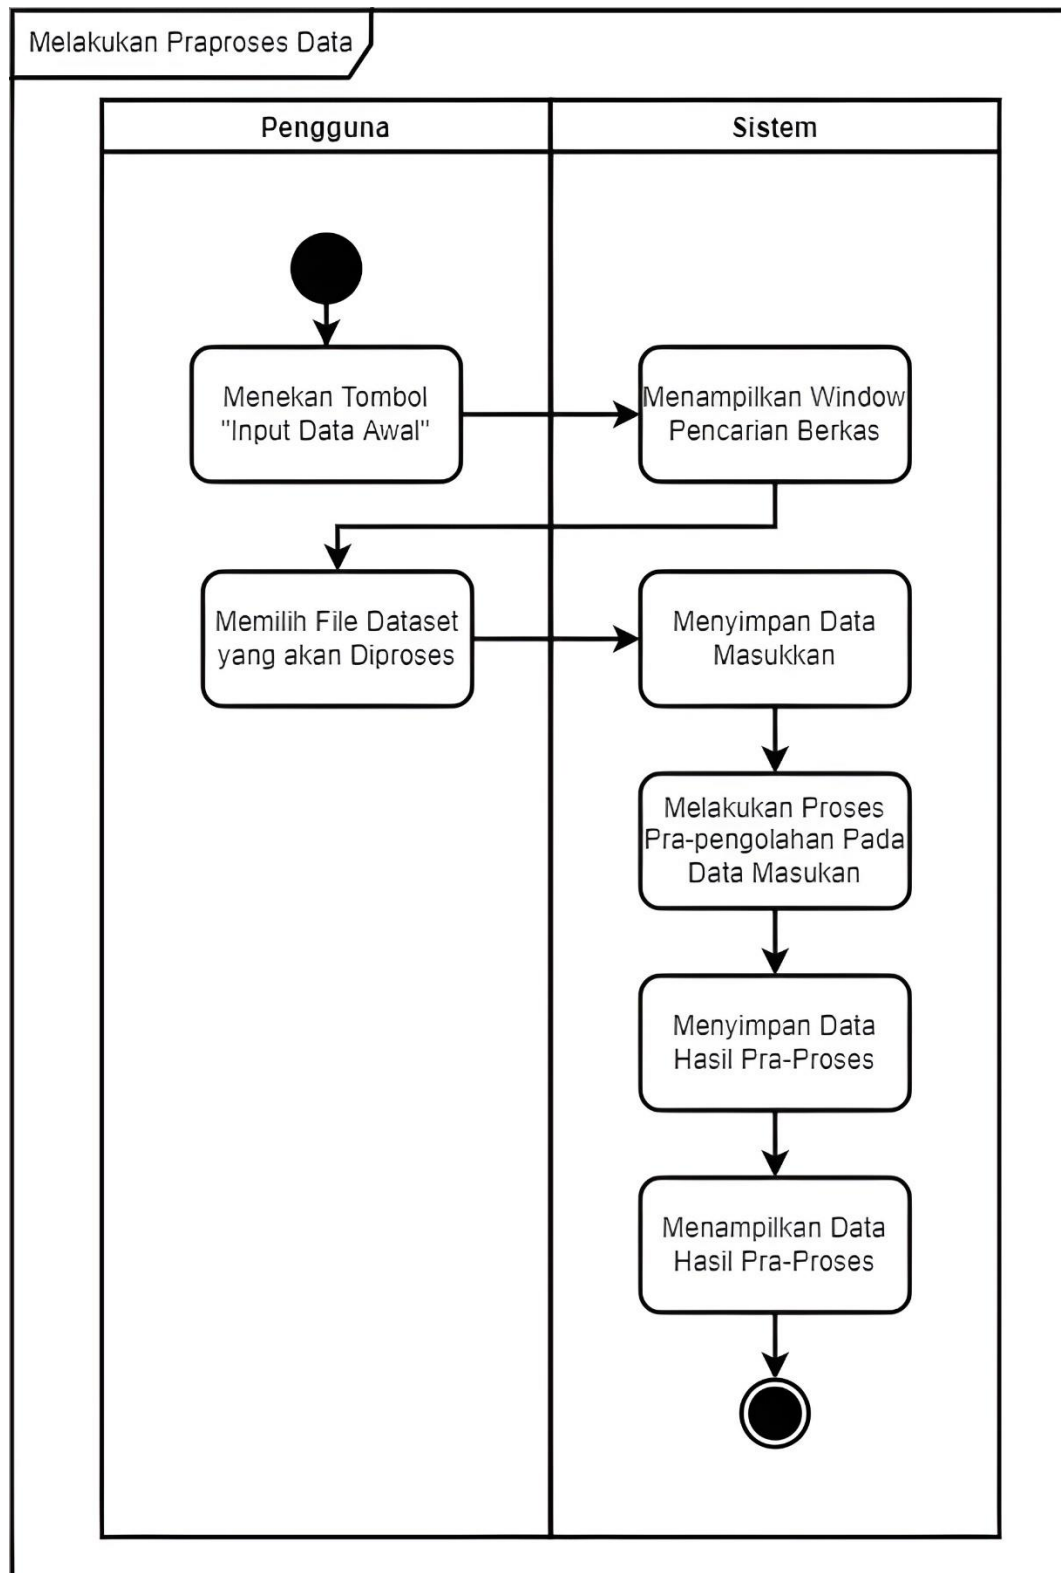 Melakukan Praproses Data
Pengguna
Sistem
Menekan Tombol
"Input Data Awal"
Menampilkan Window
Pencarian Berkas
Memilih File Dataset
yang akan Diproses
Menyimpan Data
Masukkan
Melakukan Proses
Pra-pengolahan Pada
Data Masukan
Menyimpan Data
Hasil Pra-Proses
Menampilkan Data
Hasil Pra-Proses